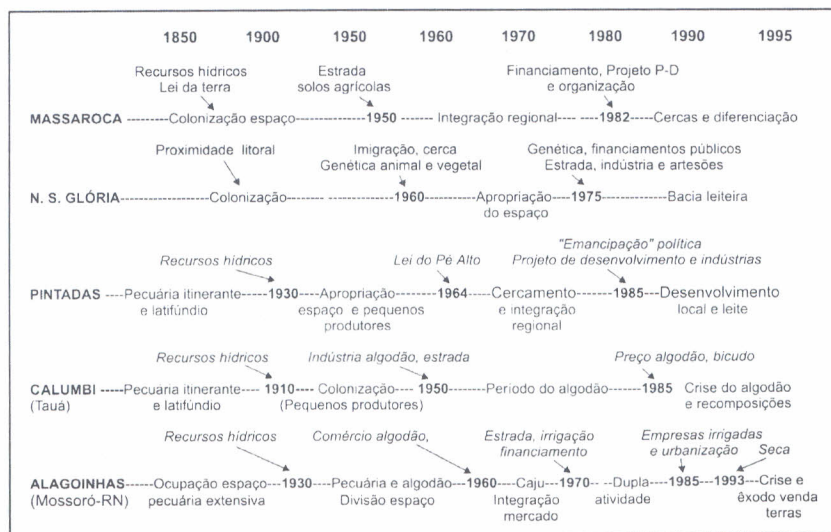 1850 1900 1950 1960 1970 1980 1990 1995
Recursos hídricos Estrada Financiamento, Projeto P-D
Lei da terra solos agrícolas e organização
MASSAROCA ---------Colonização espaço---------------1950 ------ Integração regional -----1982-----Cercas e diferenciação
Proximidade litoral Imigração, cerca Genética, financiamentos públicos
Genética animal e vegetal Estrada, indústria e artesões
N. S. GLÓRIA-------------------Colonização-------- -----------------1960----------Apropriação----1975--------------Bacia leiteira
do espaço
"Emancipação" política
Recursos hídricos Lei do Pé Alto Projeto de desenvolvimento e indústrias
PINTADAS ----Pecuária itinerante----1930----Apropriação--------1964-----Cercamento--------1985---Desenvolvimento
e latifúndio espaço e pequenos e integração local e leite
produtores regional
Recursos hídricos Indústria algodão, estrada Preço algodão, bicudo
CALUMBI -----Pecuaria itinerante----1910---- Colonização-----1950-------Período do algodão------1985 Crise do algodão
(Tauá) e latifúndio (Pequenos produtores) e recomposições
Recursos hídricos Comércio algodão, Estrada, irrigação Empresas irrigadas
financiamento e urbanização Seca
ALAGOINHAS-----Ocupação espaço----1930----Pecuária e algodão---1960---Caju---1970-- --Dupla----1985---1993---Crise e
(Mossoró-RN) pecuária extensiva Divisão espaço Integração atividade êxodo venda
mercado terras